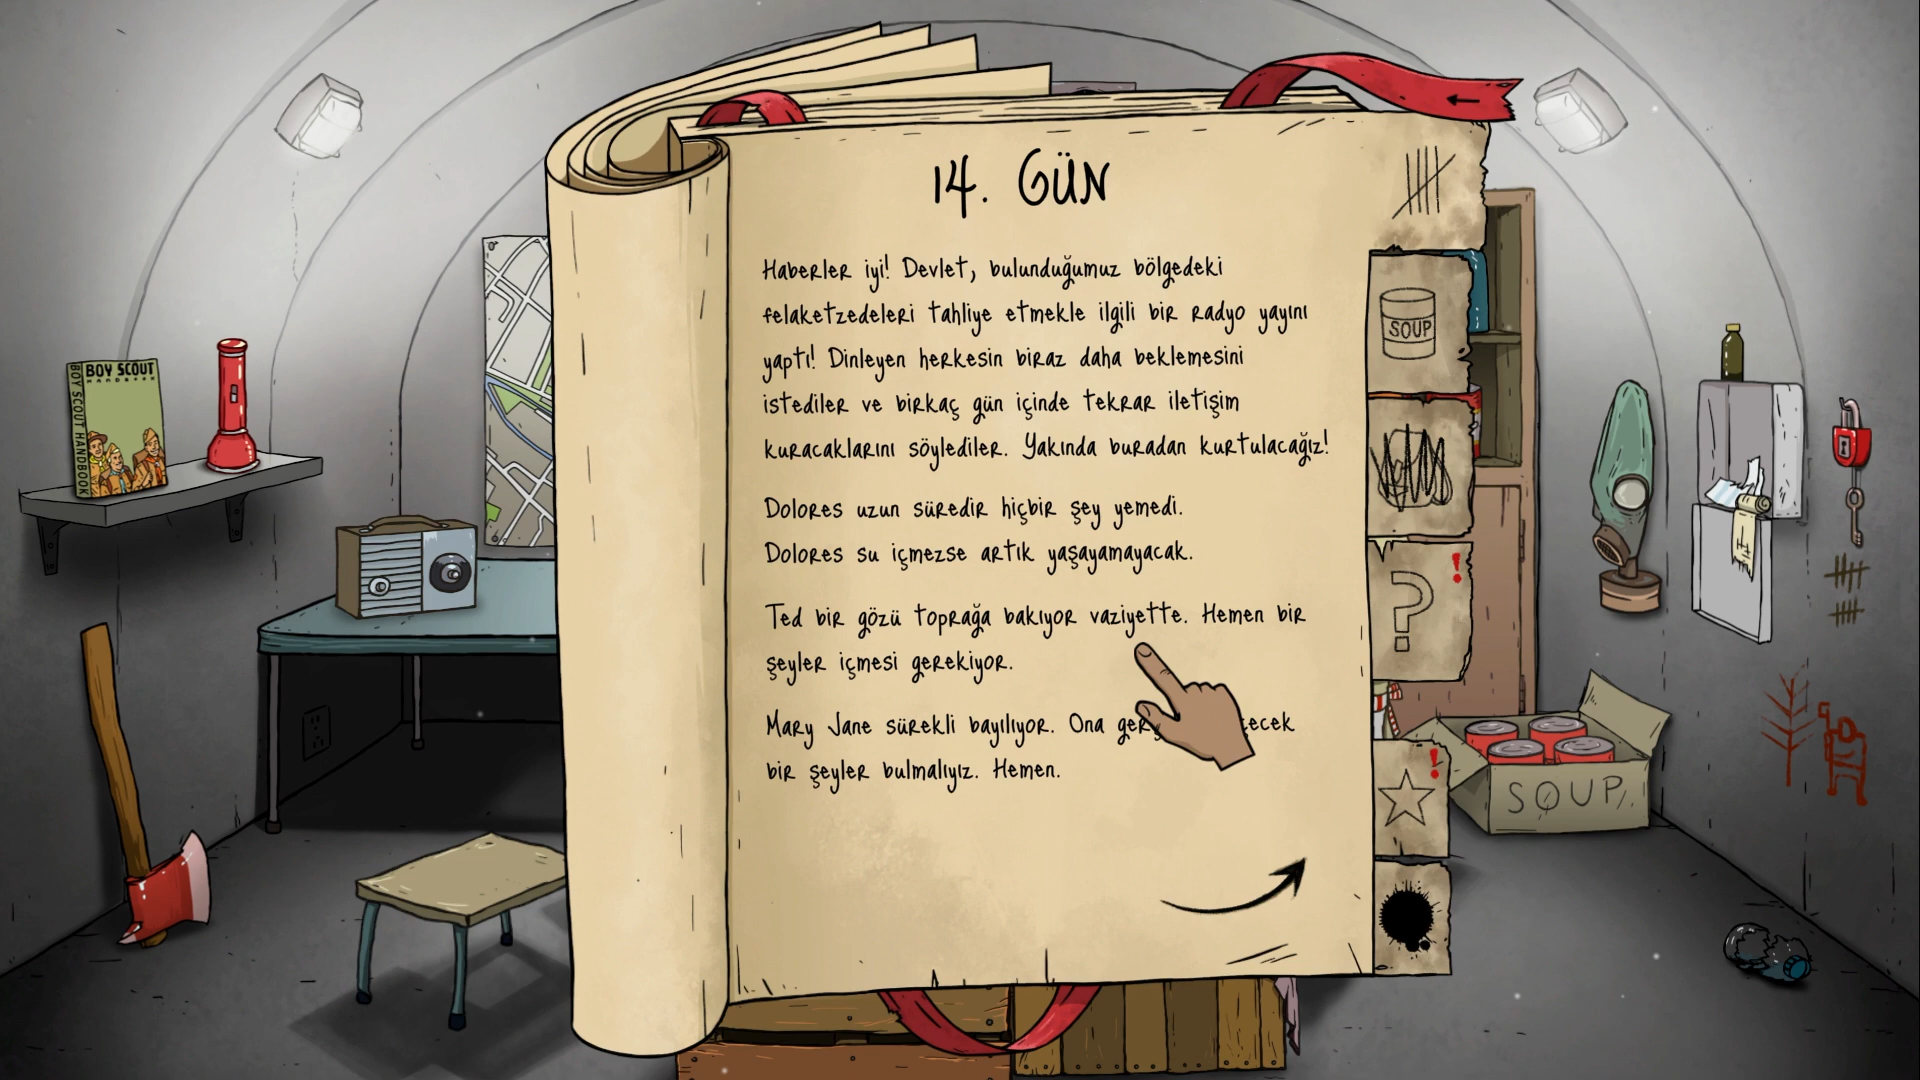 14. GÜN
Haberler iyi! Devlet, bulunduğumuz bölgedeki
felaketzedeleri tahliye etmekle ilgili bir radyo yayını
yaptı! Dinleyen herkesin biraz daha beklemesini
istediler ve birkaç gün içinde tekrar iletişim
kuracaklarını söylediler. Yakında buradan kurtulacağız!
Dolores uzun süredir hiçbir şey yemedi.
Dolores su içmezse artık yaşayamayacak.
Ted bir gözü toprağa bakıyor vaziyette. Hemen bir
şeyler içmesi gerekiyor.
Mary Jane sürekli bayılıyor. Ona
bir şeyler bulmalıyız. Hemen.
SOUP
!
?
!
BOY SCOUT
HANDBOOK
BOY SCOUT HANDBOOK
SOUP